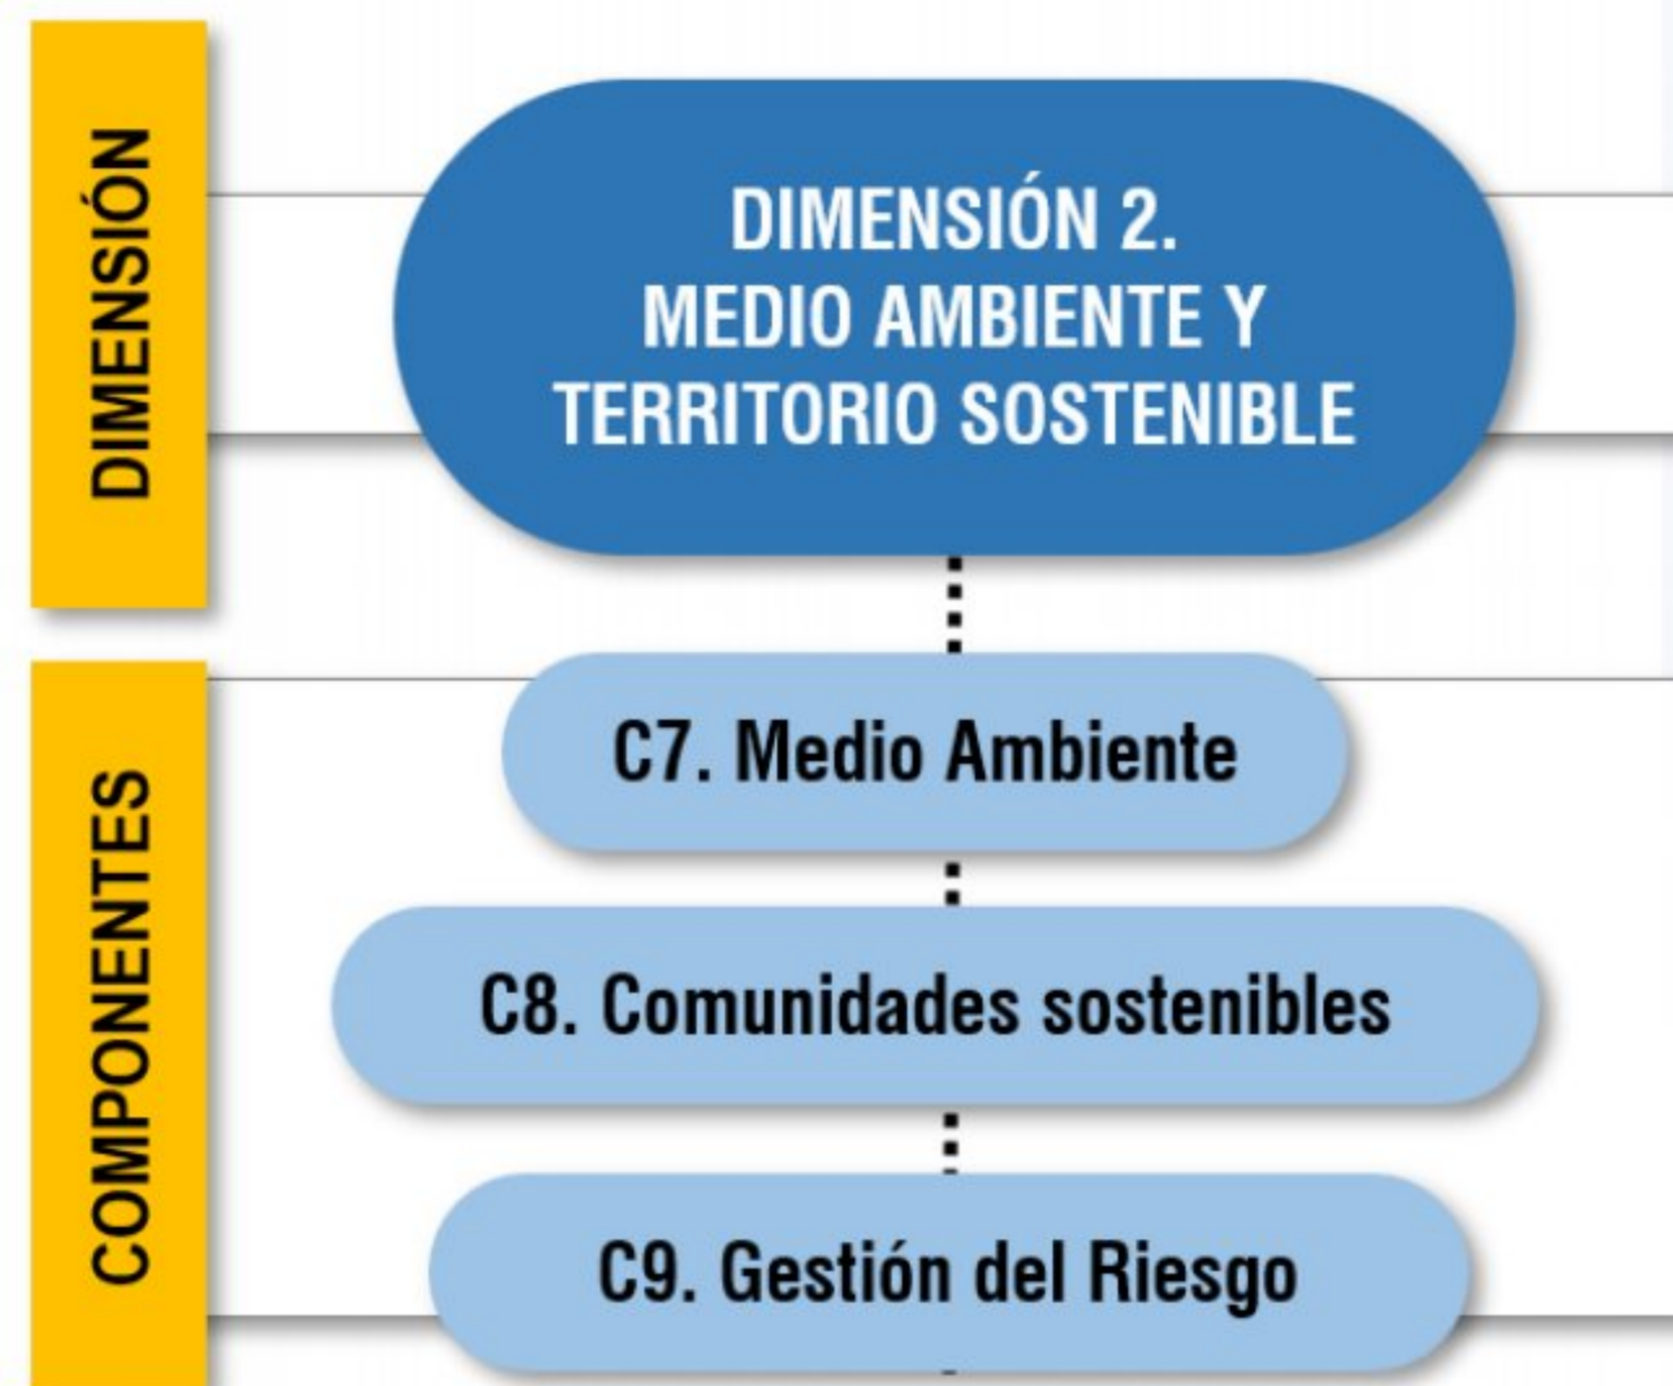 DIMENSIÓN
DIMENSIÓN 2.
MEDIO AMBIENTE Y
TERRITORIO SOSTENIBLE
COMPONENTES
C7. Medio Ambiente
C8. Comunidades sostenibles
C9. Gestión del Riesgo